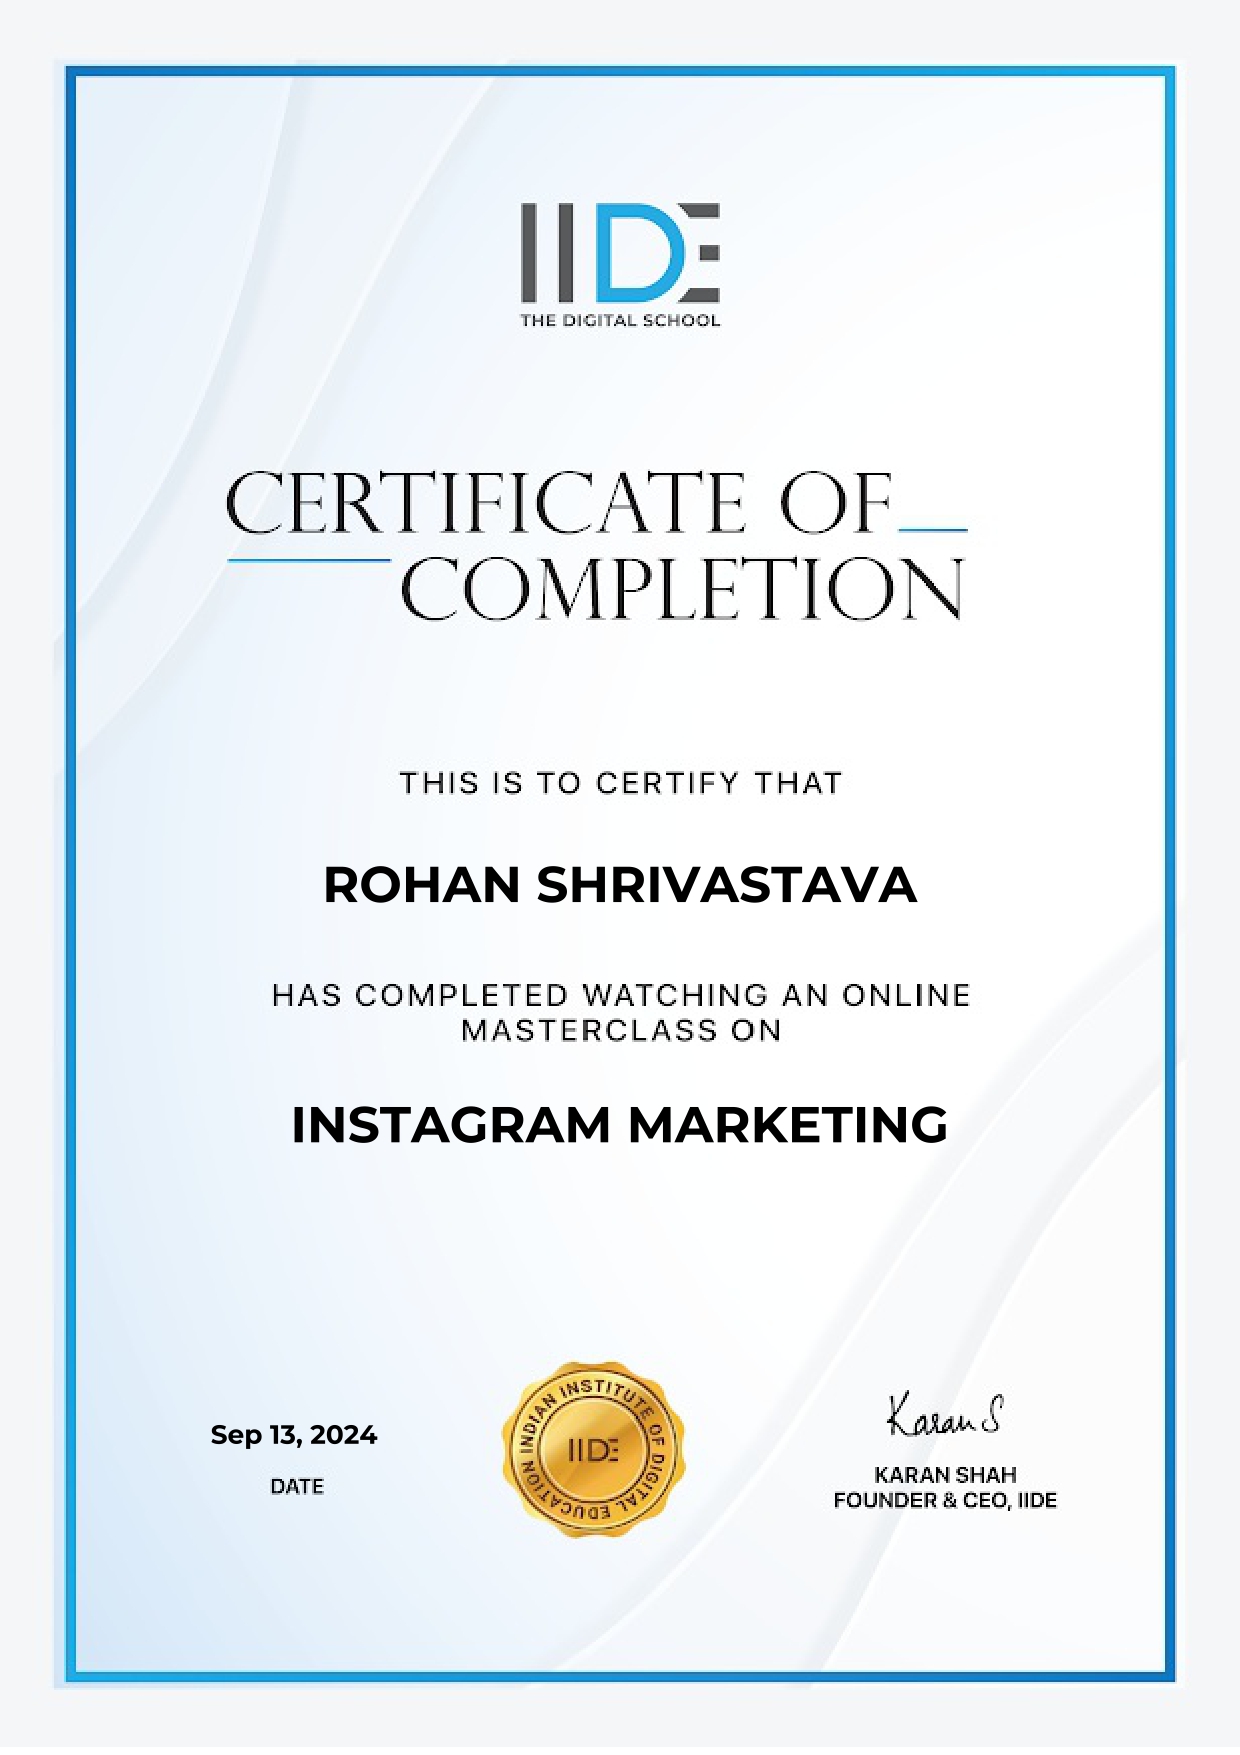 IIDE
THE DIGITAL SCHOOL
CERTIFICATE OF
COMPLETION
THIS IS TO CERTIFY THAT
ROHAN SHRIVASTAVA
HAS COMPLETED WATCHING AN ONLINE
MASTERCLASS ON
INSTAGRAM MARKETING
Sep 13, 2024
DATE
INDIAN INSTITUTE OF DIGITAL EDUCATION
IIDE
Karan S
KARAN SHAH
FOUNDER & CEO, IIDE